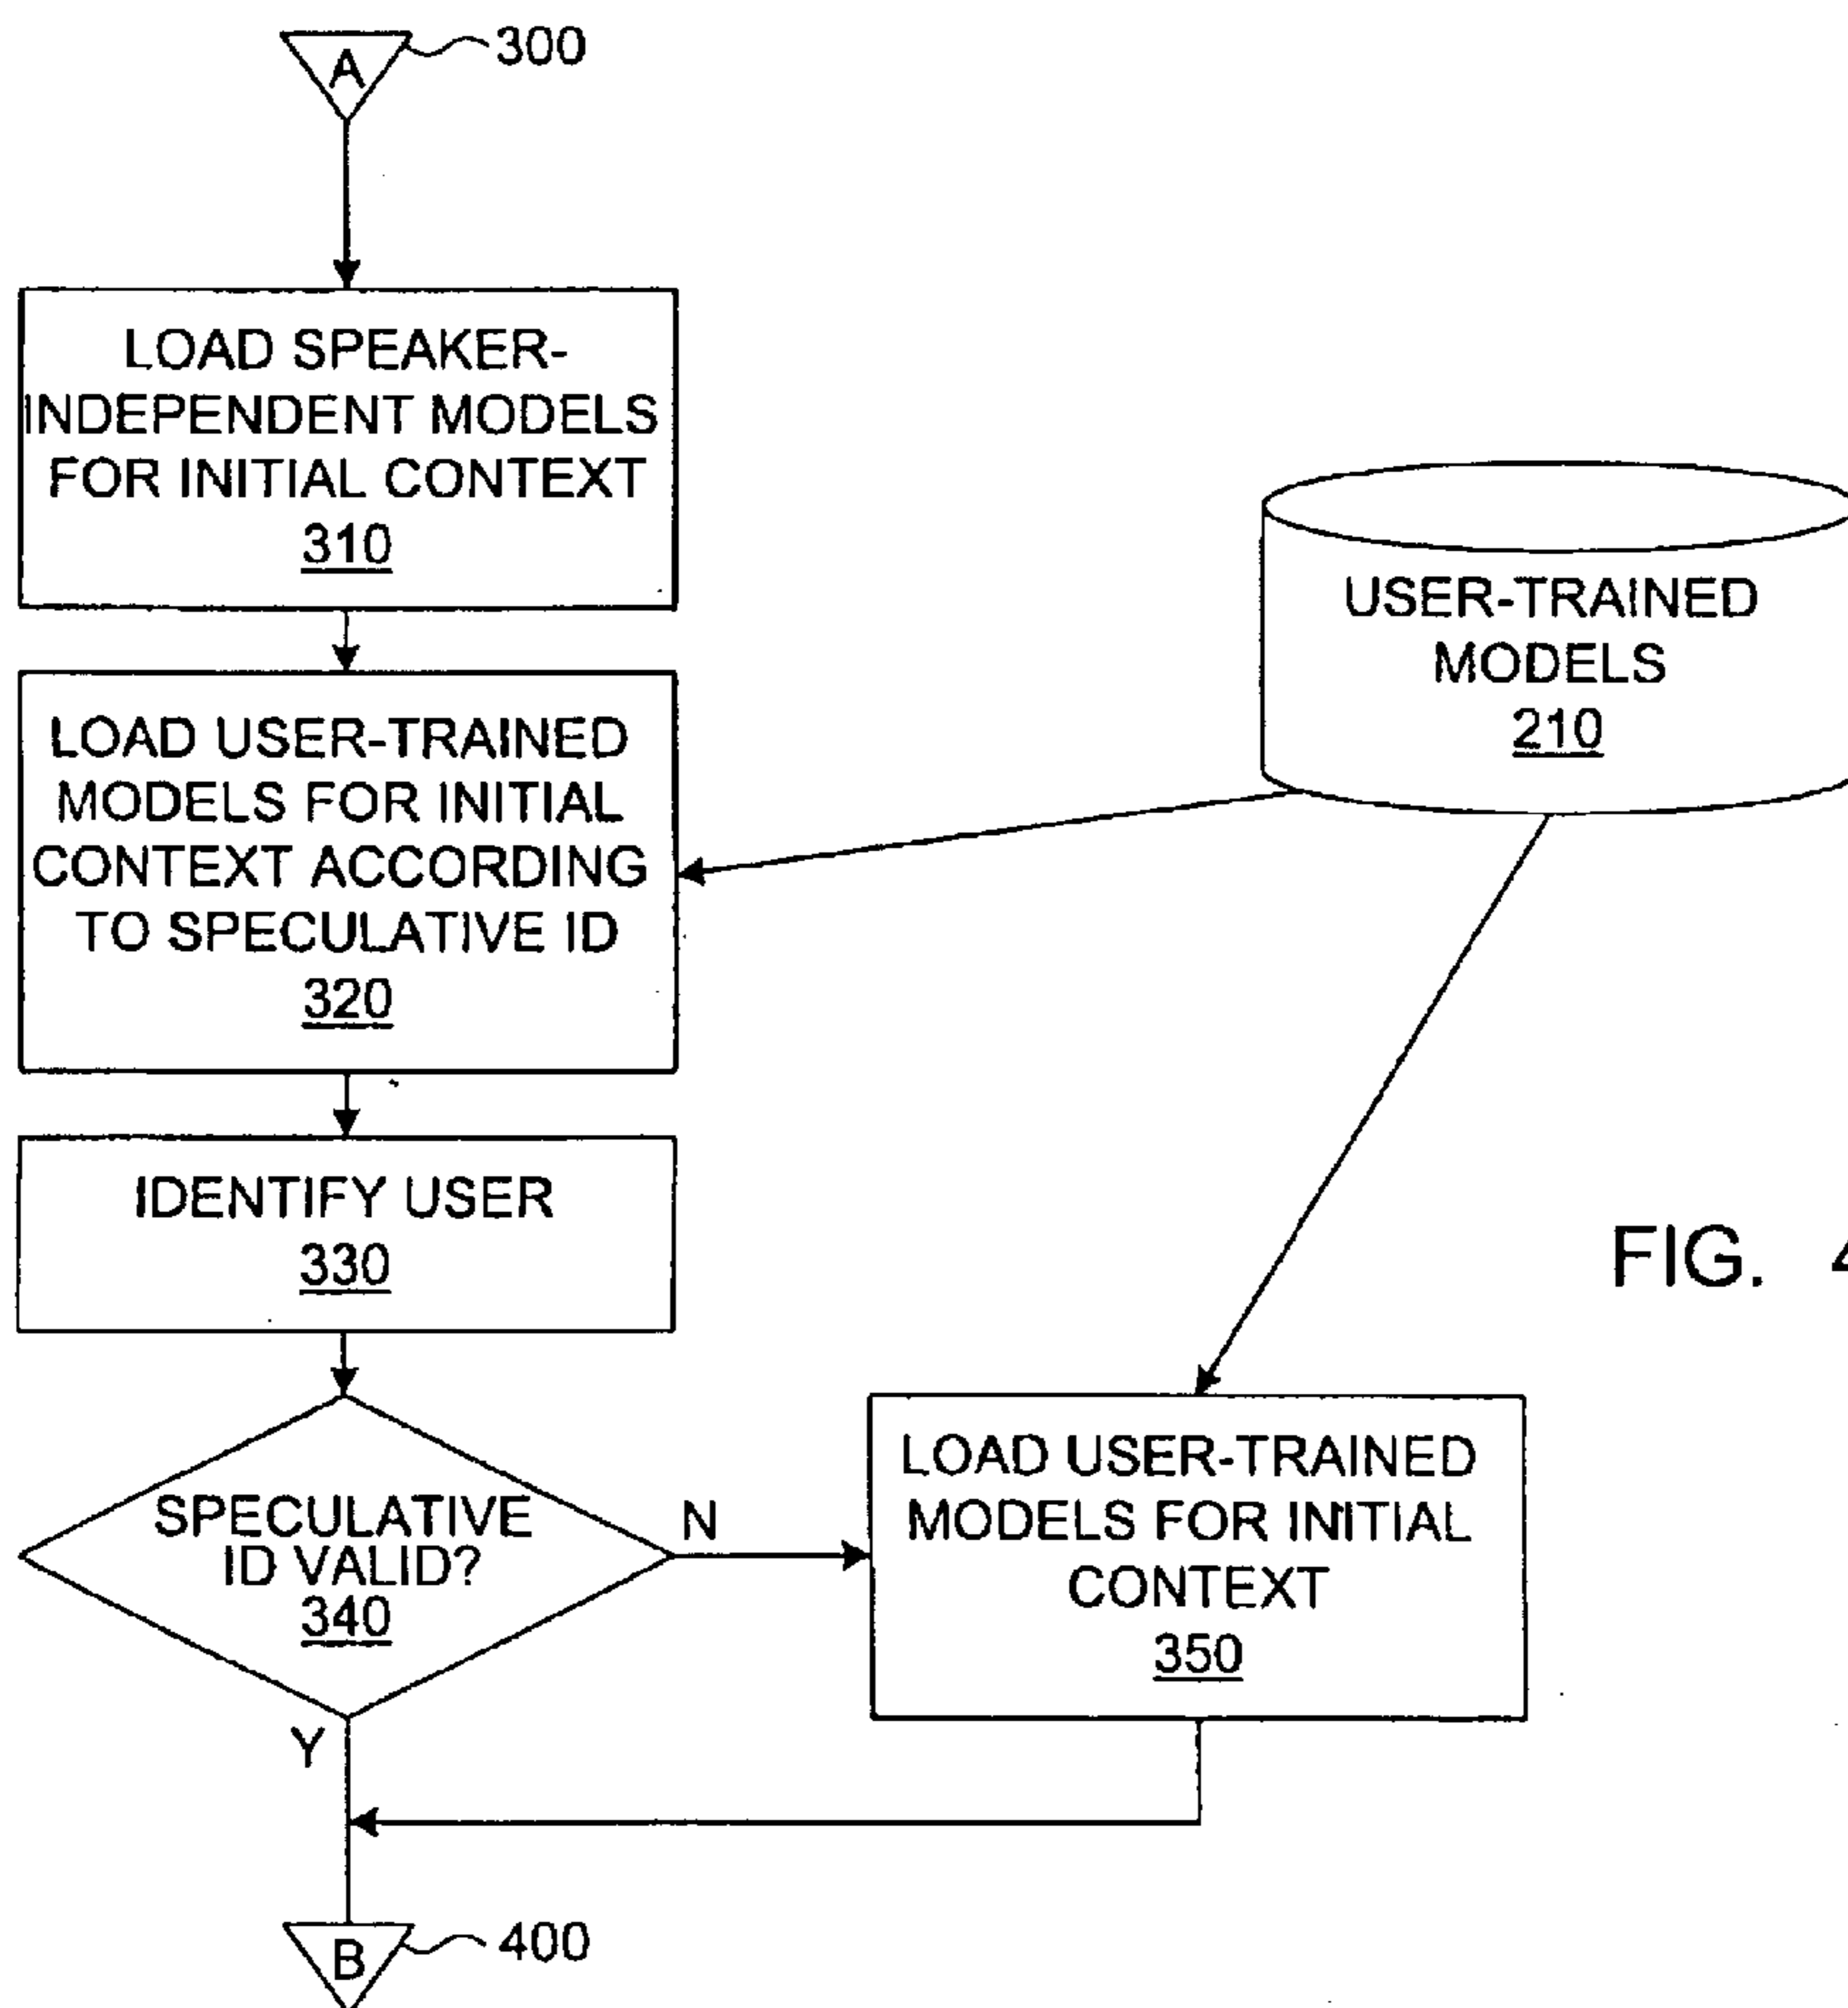 A
300
LOAD SPEAKER-
INDEPENDENT MODELS
FOR INITIAL CONTEXT
310
USER-TRAINED
MODELS
210
LOAD USER-TRAINED
MODELS FOR INITIAL
CONTEXT ACCORDING
TO SPECULATIVE ID
320
IDENTIFY USER
330
FIG. 4
SPECULATIVE
ID VALID?
340
N
LOAD USER-TRAINED
MODELS FOR INITIAL
CONTEXT
350
Y
B
400